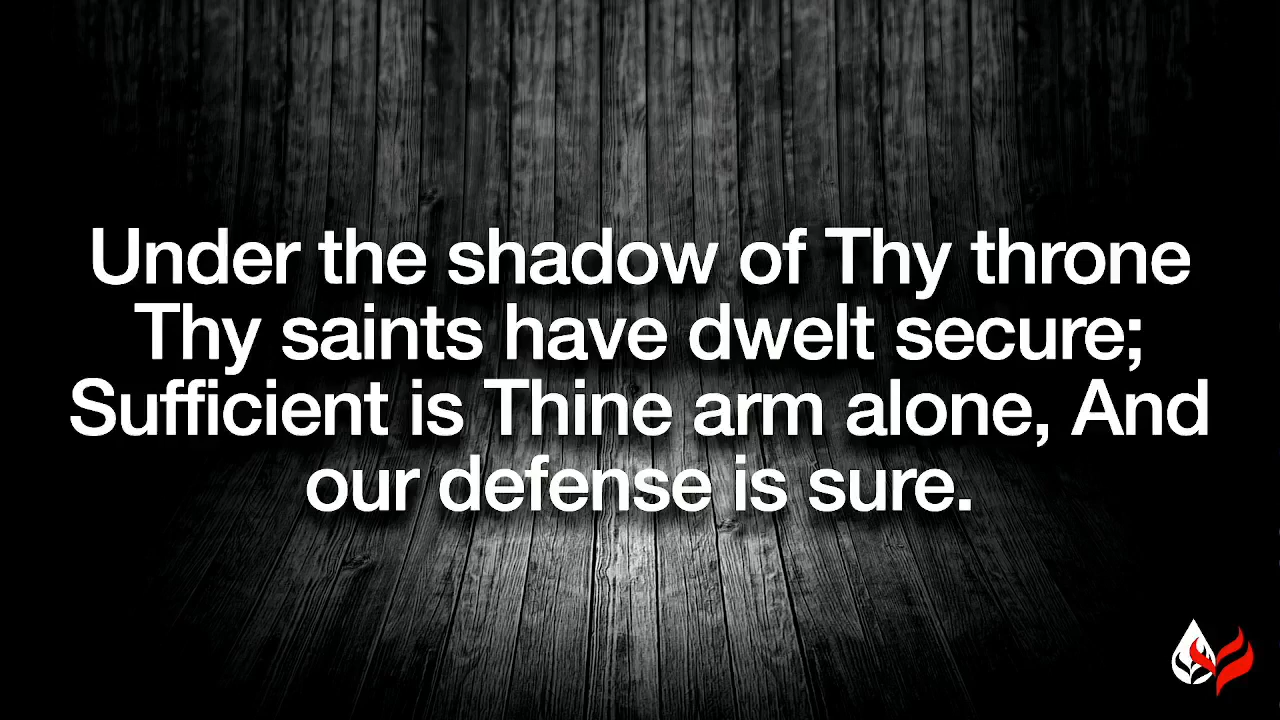 Under the shadow of Thy throne
Thy saints have dwelt secure;
Sufficient is Thine arm alone, And
our defense is sure.